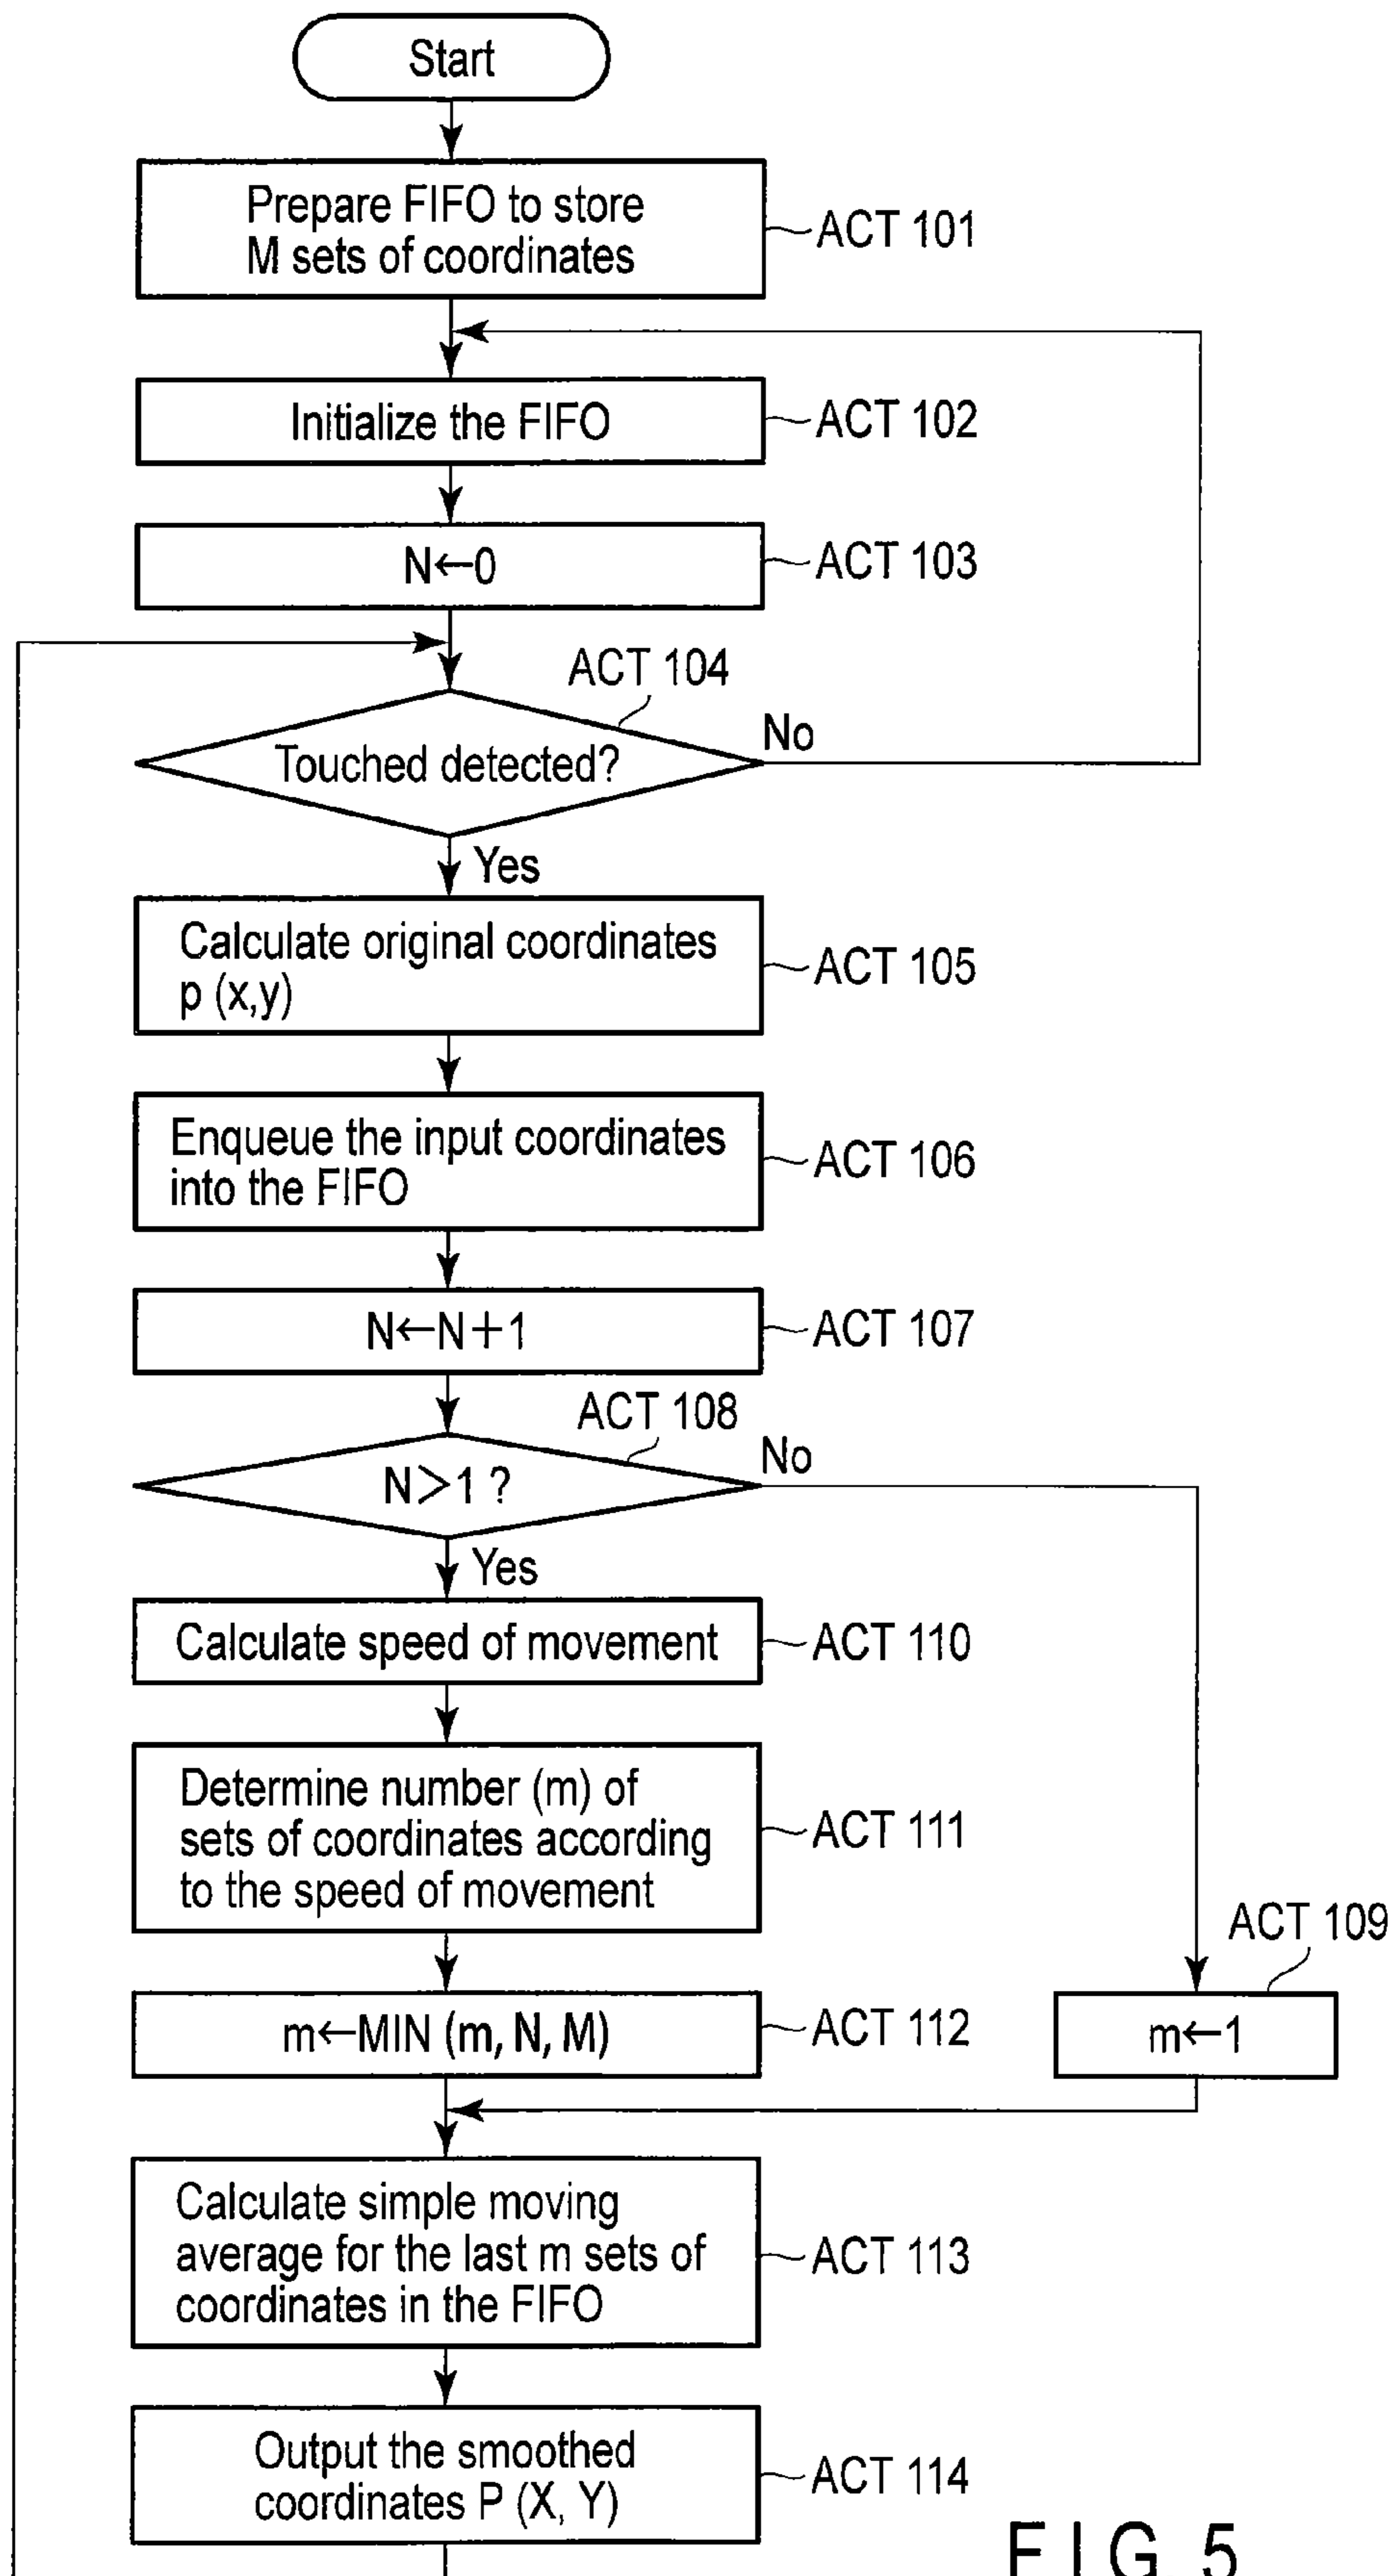 Start
Prepare FIFO to store
M sets of coordinates
ACT 101
Initialize the FIFO
ACT 102
N←0
ACT 103
ACT 104
Touched detected?
No
Yes
Calculate original coordinates
p (x,y)
ACT 105
Enqueue the input coordinates
into the FIFO
ACT 106
N←N+1
ACT 107
ACT 108
N>1 ?
No
Yes
Calculate speed of movement
ACT 110
Determine number (m) of
sets of coordinates according
to the speed of movement
ACT 111
ACT 109
m←MIN (m, N, M)
ACT 112
m←1
Calculate simple moving
average for the last m sets of
coordinates in the FIFO
ACT 113
Output the smoothed
coordinates P (X, Y)
ACT 114
FIG. 5